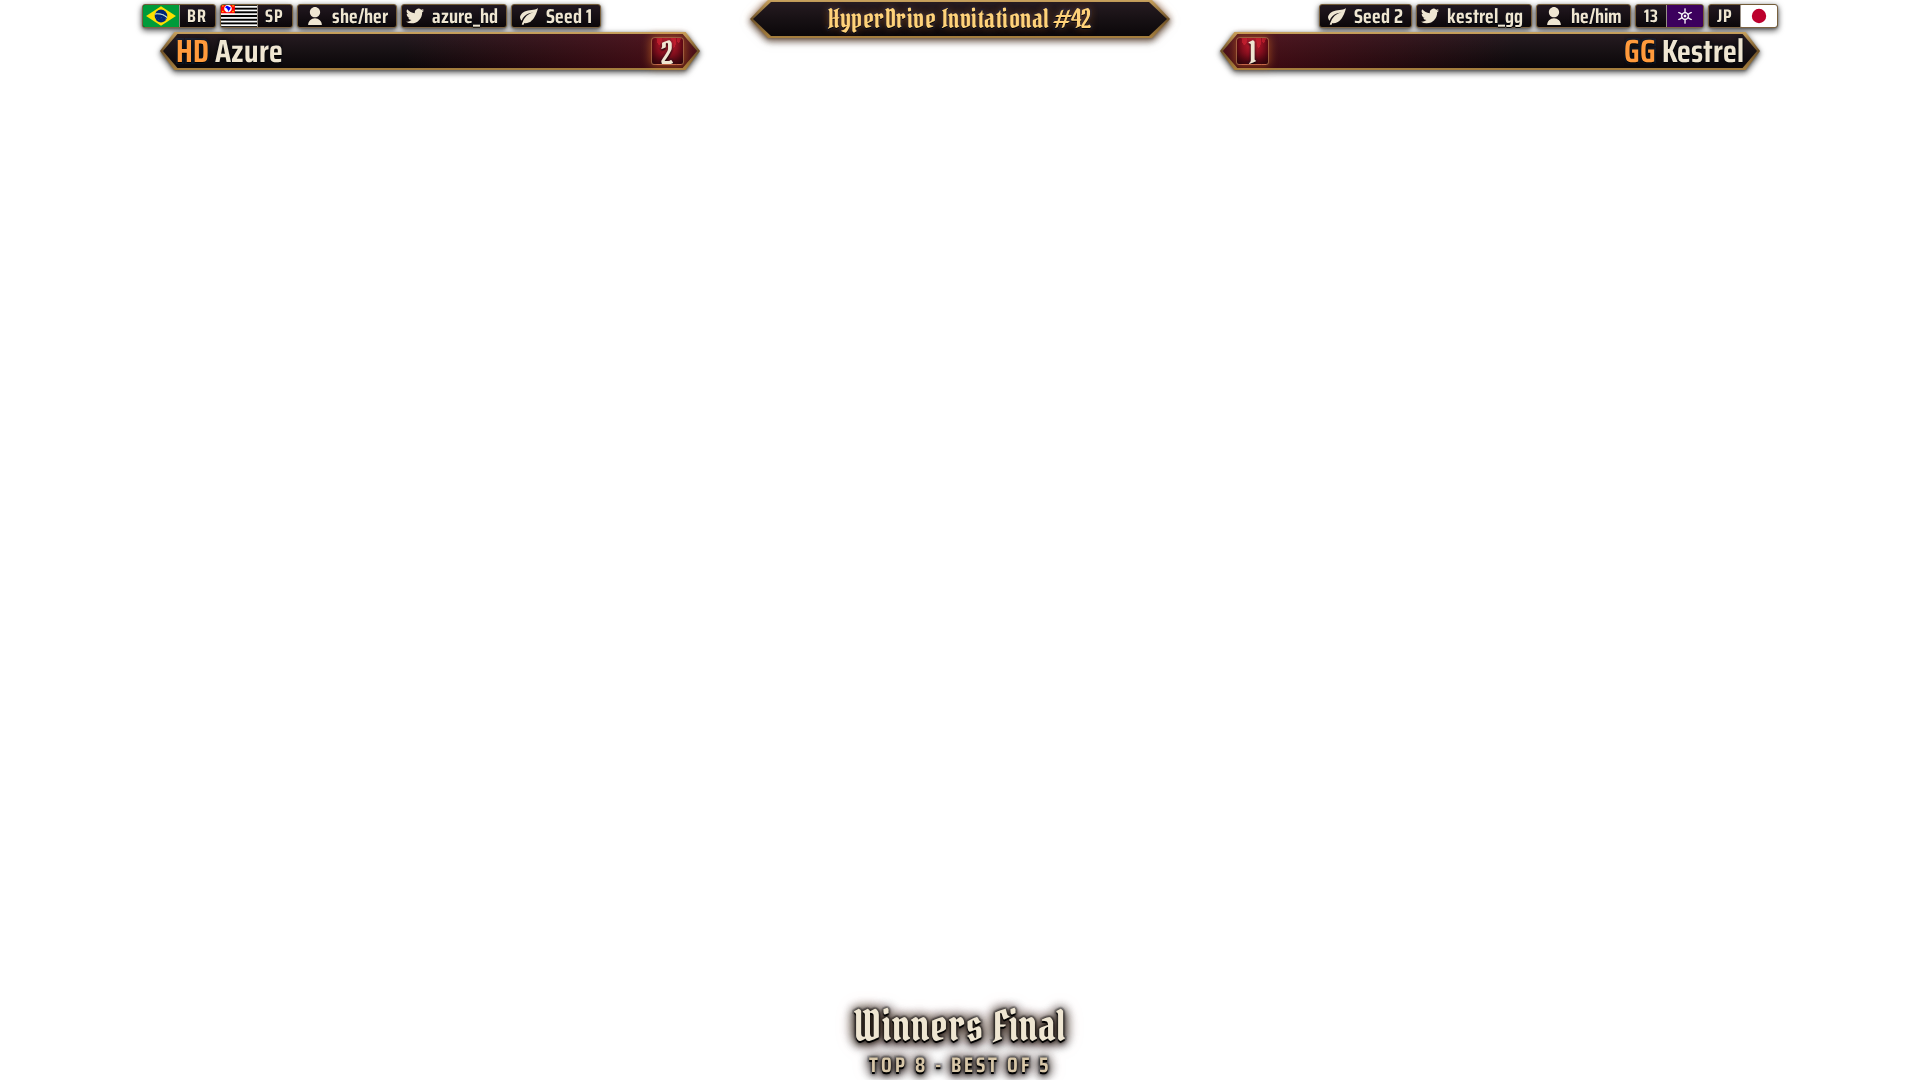 BR SP she/her azure_hd Seed 1
HD Azure 2
HyperDrive Invitational #42
Seed 2 kestrel_gg he/him 13 JP
1 GG Kestrel
Winners Final
TOP 8 - BEST OF 5